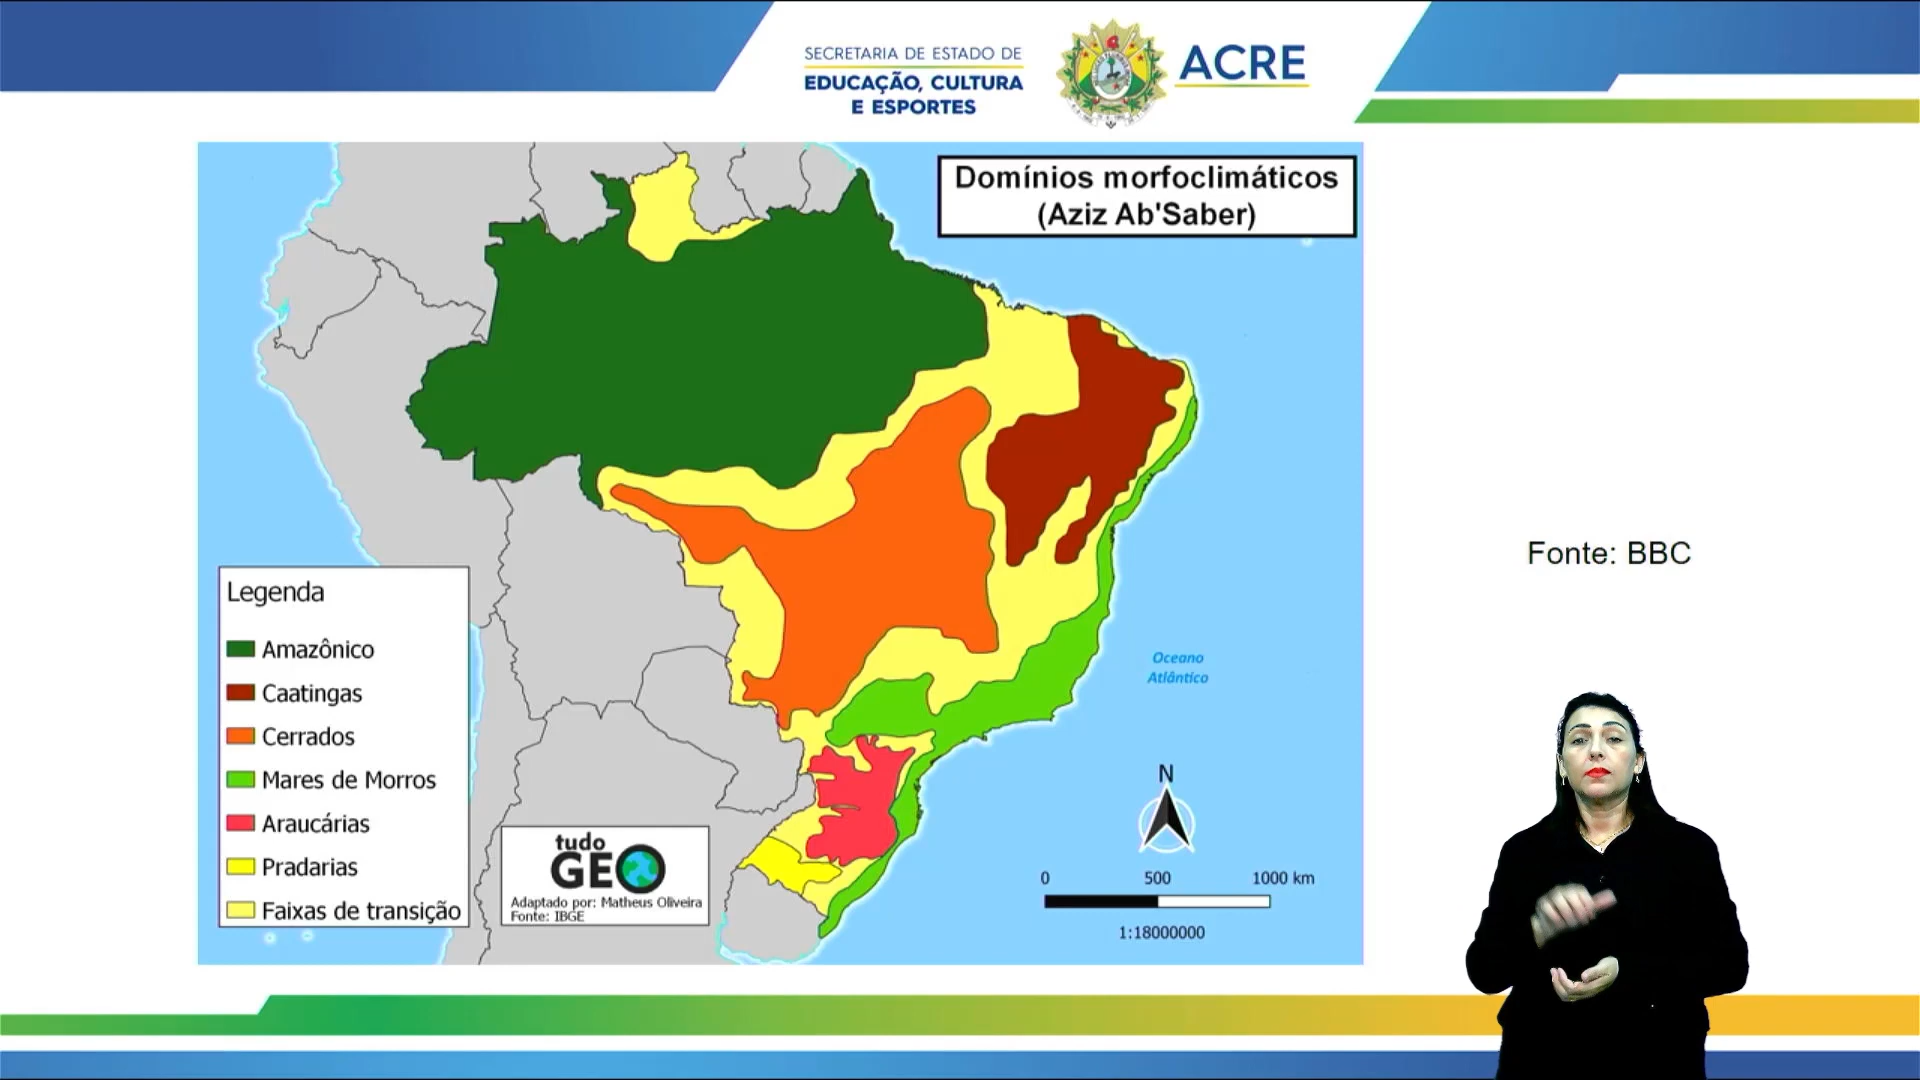 SECRETARIA DE ESTADO DE
EDUCAÇÃO, CULTURA
E ESPORTES
ACRE
Domínios morfoclimáticos
(Aziz Ab'Saber)
Fonte: BBC
Legenda
Amazônico
Caatingas
Cerrados
Mares de Morros
Araucárias
Pradarias
Faixas de transição
Oceano
Atlântico
N
0 500 1000 km
1:18000000
tudo
GEO
Adaptado por: Matheus Oliveira
Fonte: IBGE